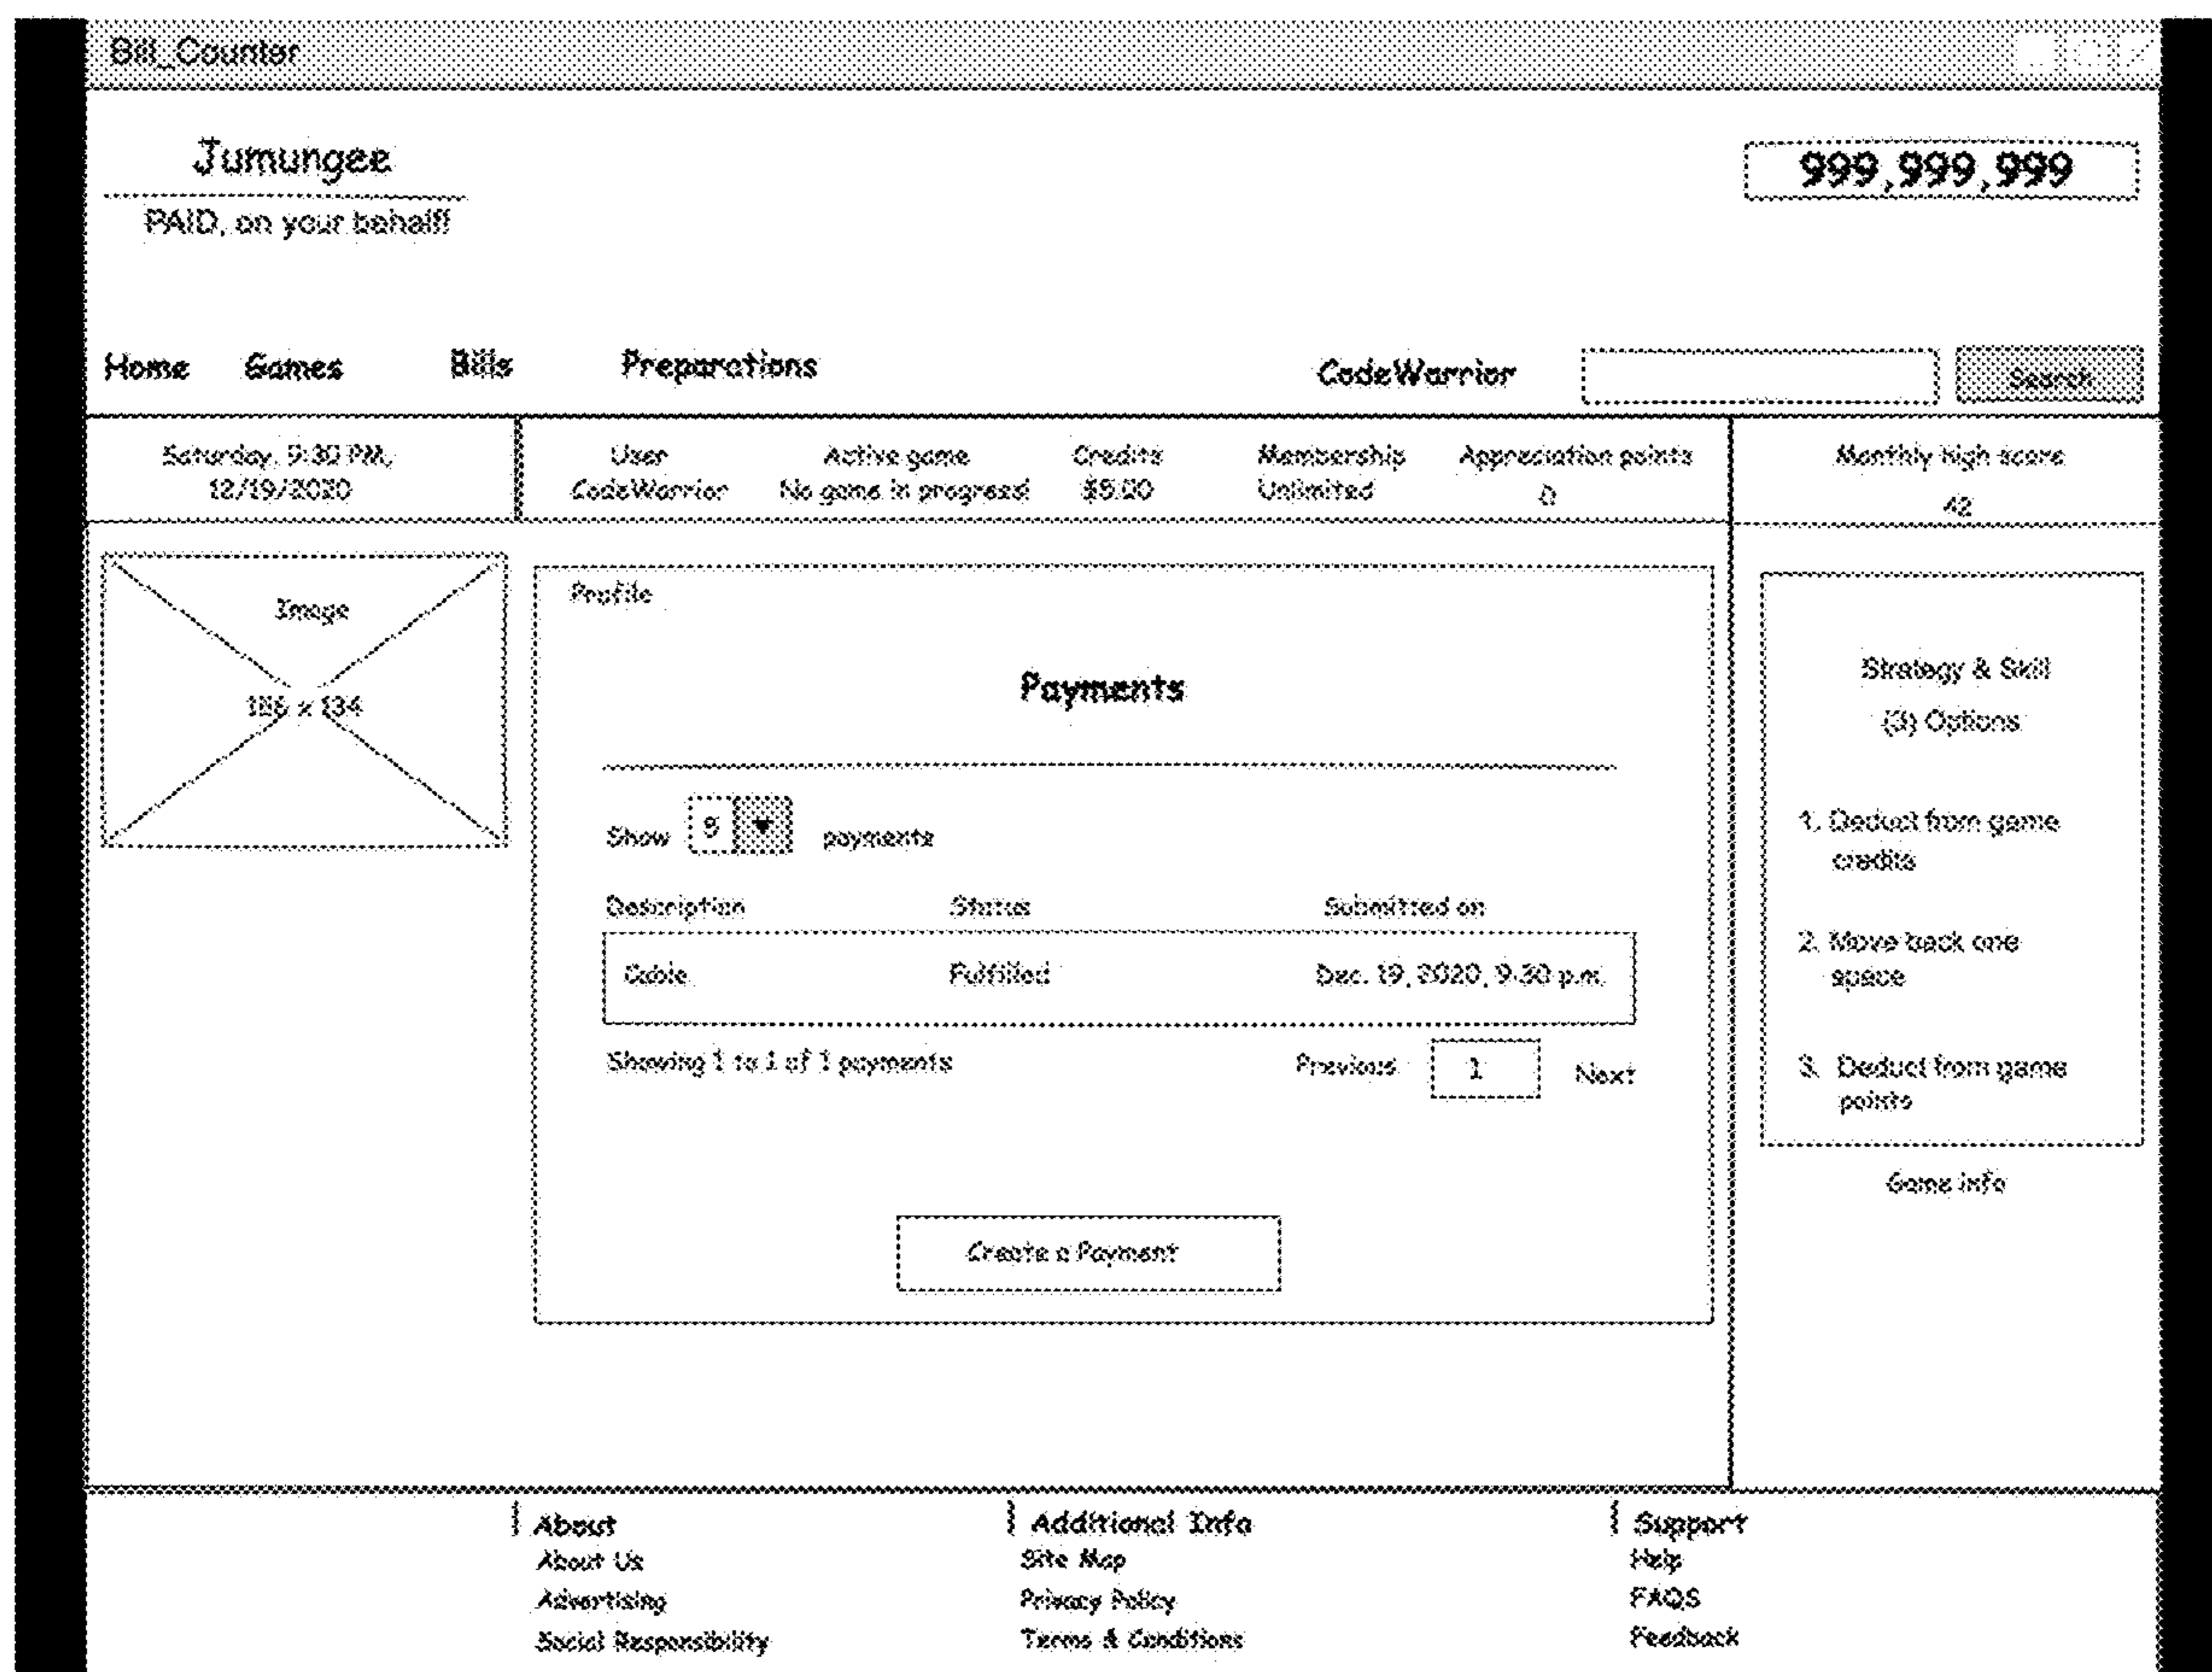 Bill_Counter
Jumungee
999,999,999
PAID, on your behalf!
Home Games Bills Preparations CodeWarrior Search
Saturday, 9:30 PM,
12/19/2020
User Active game Credits Membership Appreciation points Monthly high score
CodeWarrior No game in progress! $5.00 Unlimited 0 42
Image
186 x 134
Profile
Payments
Show payments
Description Status Submitted on
Cable Fulfilled Dec. 19, 2020, 9:30 p.m.
Showing 1 to 1 of 1 payments Previous 1 Next
Create a Payment
Strategy & Skill
(3) Options
1. Deduct from game
credits
2. Move back one
space
3. Deduct from game
points
Game info
About
About Us
Advertising
Social Responsibility
Additional Info
Site Map
Privacy Policy
Terms & Conditions
Support
Help
FAQS
Feedback